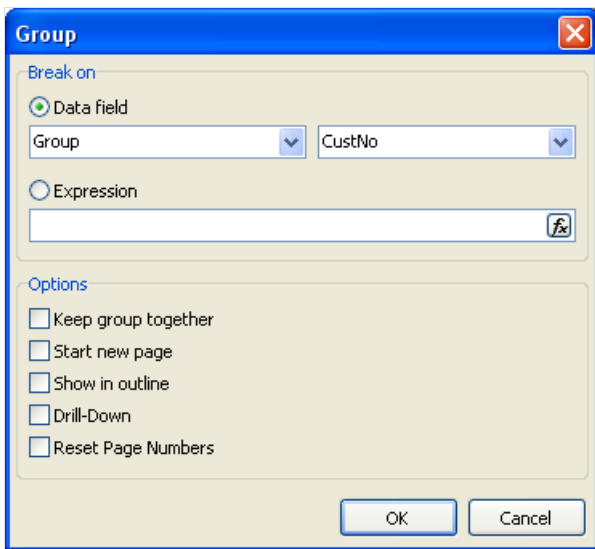 Group
Break on
Data field
Group CustNo
Expression
fx
Options
Keep group together
Start new page
Show in outline
Drill-Down
Reset Page Numbers
OK Cancel